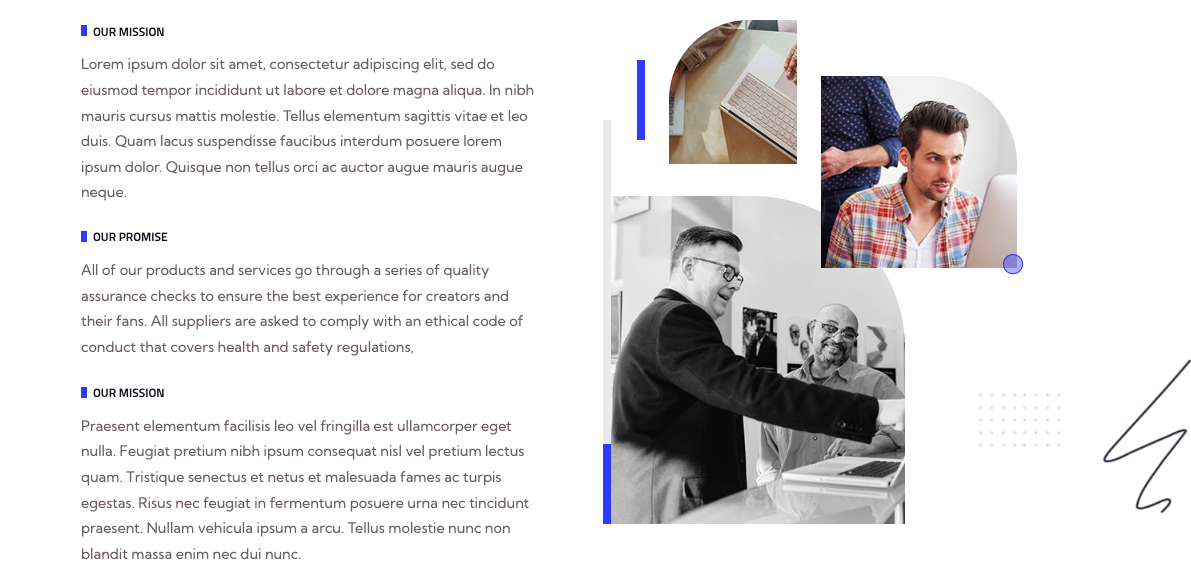 OUR MISSION
Lorem ipsum dolor sit amet, consectetur adipiscing elit, sed do
eiusmod tempor incididunt ut labore et dolore magna aliqua. In nibh
mauris cursus mattis molestie. Tellus elementum sagittis vitae et leo
duis. Quam lacus suspendisse faucibus interdum posuere lorem
ipsum dolor. Quisque non tellus orci ac auctor augue mauris augue
neque.
OUR PROMISE
All of our products and services go through a series of quality
assurance checks to ensure the best experience for creators and
their fans. All suppliers are asked to comply with an ethical code of
conduct that covers health and safety regulations,
OUR MISSION
Praesent elementum facilisis leo vel fringilla est ullamcorper eget
nulla. Feugiat pretium nibh ipsum consequat nisl vel pretium lectus
quam. Tristique senectus et netus et malesuada fames ac turpis
egestas. Risus nec feugiat in fermentum posuere urna nec tincidunt
praesent. Nullam vehicula ipsum a arcu. Tellus molestie nunc non
blandit massa enim nec dui nunc.